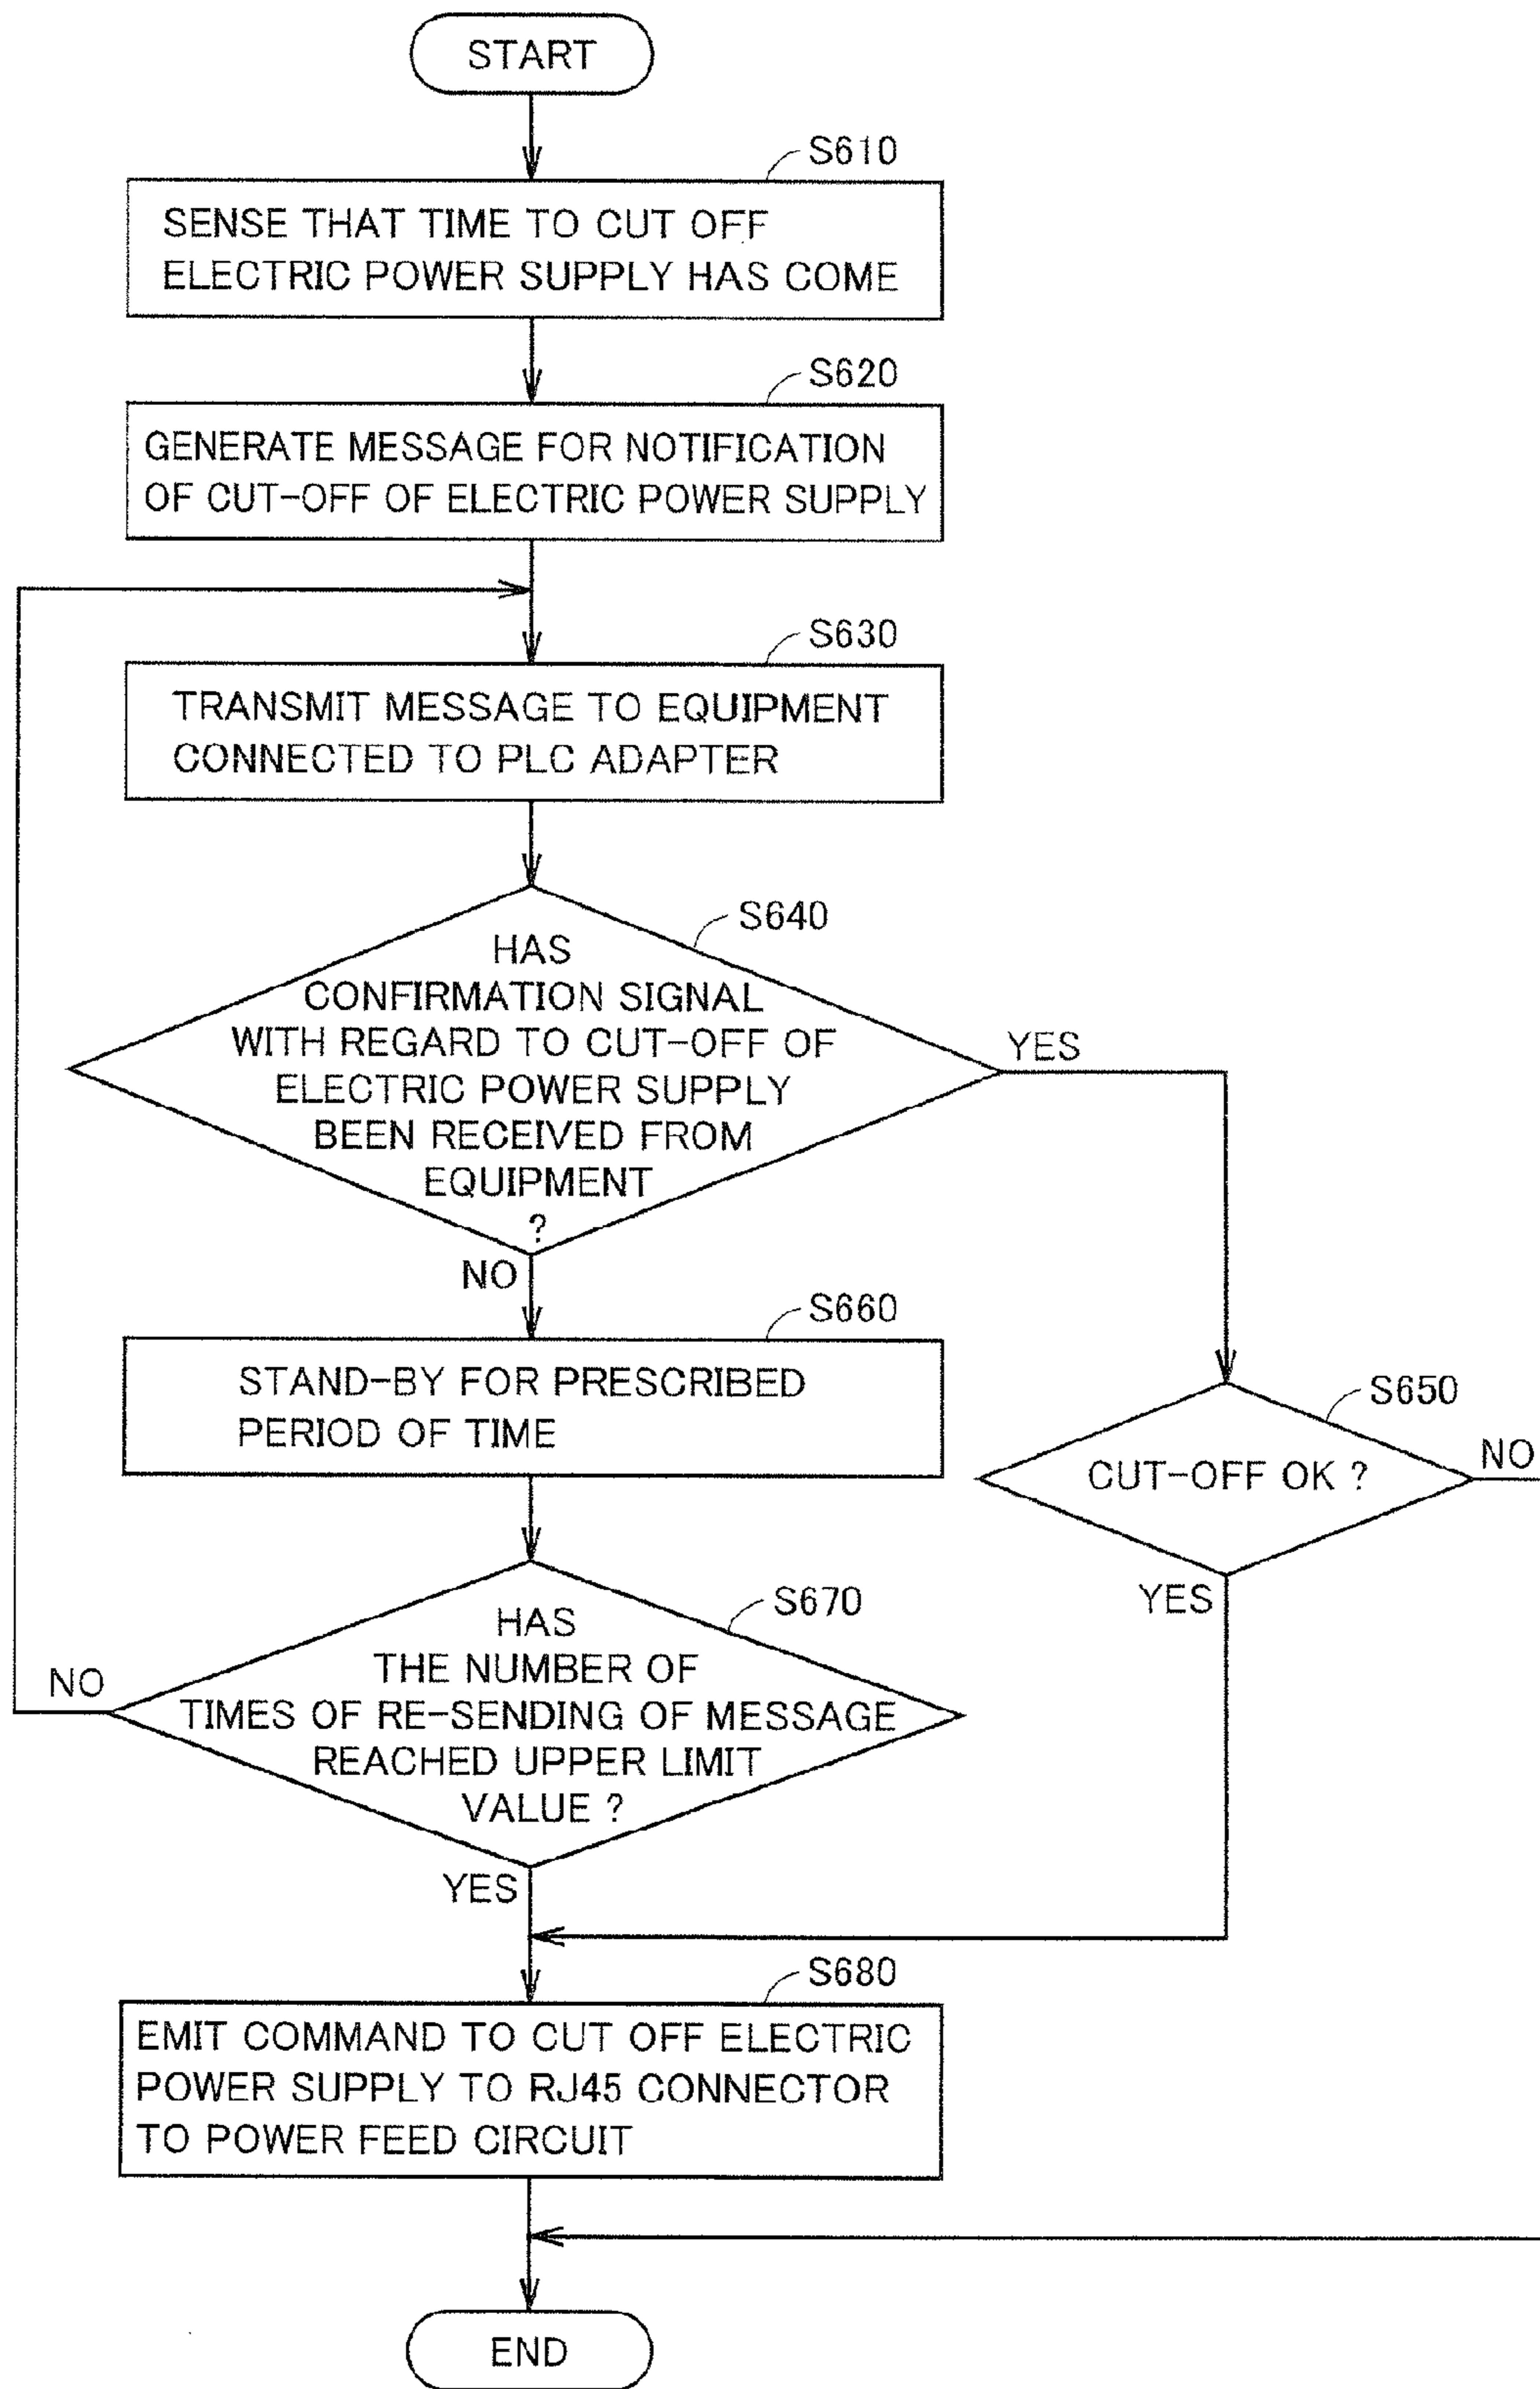 START
S610
SENSE THAT TIME TO CUT OFF
ELECTRIC POWER SUPPLY HAS COME
S620
GENERATE MESSAGE FOR NOTIFICATION
OF CUT-OFF OF ELECTRIC POWER SUPPLY
S630
TRANSMIT MESSAGE TO EQUIPMENT
CONNECTED TO PLC ADAPTER
S640
HAS
CONFIRMATION SIGNAL
WITH REGARD TO CUT-OFF OF
ELECTRIC POWER SUPPLY
BEEN RECEIVED FROM
EQUIPMENT
?
YES
NO
S660
STAND-BY FOR PRESCRIBED
PERIOD OF TIME
S650
CUT-OFF OK ?
NO
YES
S670
HAS
THE NUMBER OF
TIMES OF RE-SENDING OF MESSAGE
REACHED UPPER LIMIT
VALUE ?
NO
YES
S680
EMIT COMMAND TO CUT OFF ELECTRIC
POWER SUPPLY TO RJ45 CONNECTOR
TO POWER FEED CIRCUIT
END